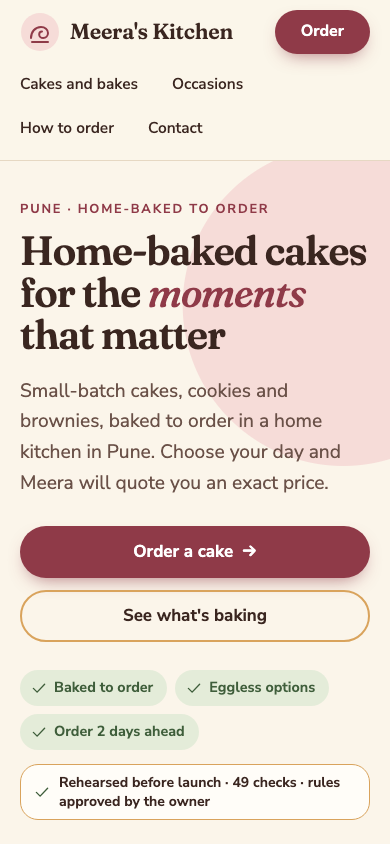 Meera's Kitchen
Order
Cakes and bakes
Occasions
How to order
Contact
PUNE · HOME-BAKED TO ORDER
Home-baked cakes
for the moments
that matter
Small-batch cakes, cookies and
brownies, baked to order in a home
kitchen in Pune. Choose your day and
Meera will quote you an exact price.
Order a cake →
See what's baking
Baked to order
Eggless options
Order 2 days ahead
Rehearsed before launch · 49 checks · rules
approved by the owner